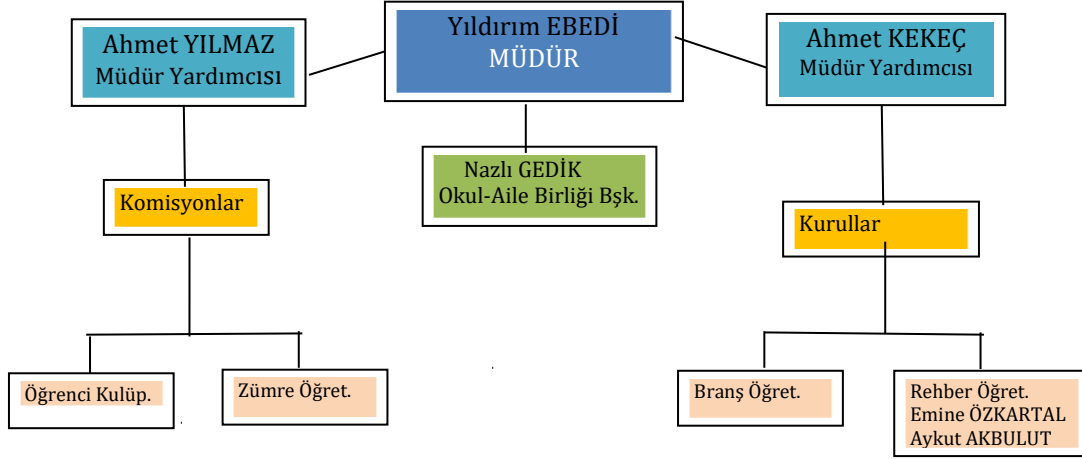 Ahmet YILMAZ
Müdür Yardımcısı
Yıldırım EBEDİ
MÜDÜR
Ahmet KEKEÇ
Müdür Yardımcısı
Nazlı GEDİK
Okul-Aile Birliği Bşk.
Komisyonlar
Kurullar
Öğrenci Kulüp.
Zümre Öğret.
Branş Öğret.
Rehber Öğret.
Emine ÖZKARTAL
Aykut AKBULUT